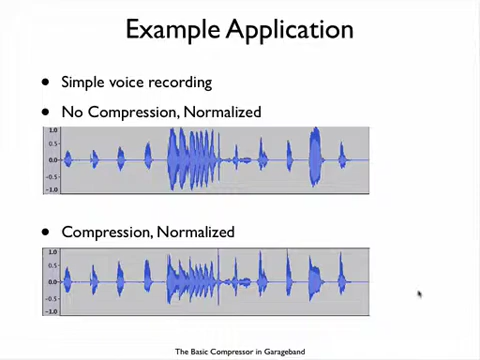 Example Application
• Simple voice recording
• No Compression, Normalized
1.0
0.5
0.0
-0.5
-1.0
• Compression, Normalized
1.0
0.5
0.0
-0.5
-1.0
The Basic Compressor in Garageband